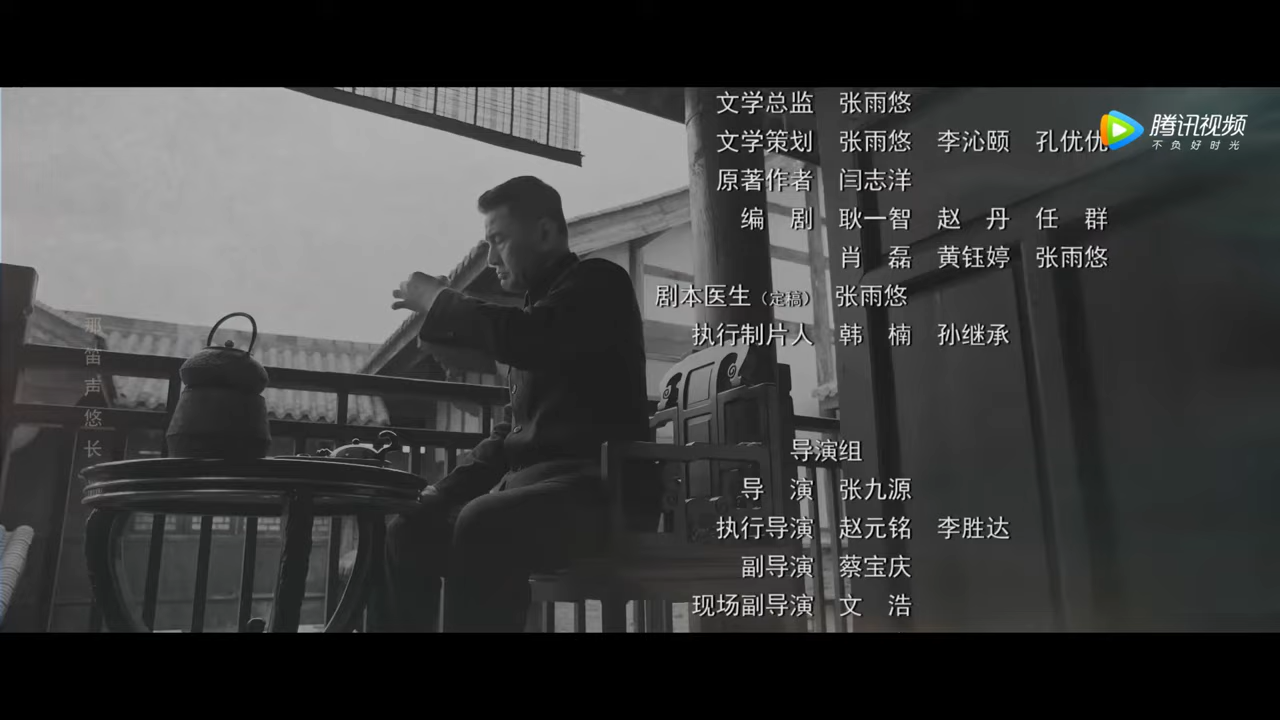 文学总监 张雨悠
文学策划 张雨悠 李沁颐 孔优优
原著作者 闫志洋
编 剧 耿一智 赵 丹 任 群
肖 磊 黄钰婷 张雨悠
剧本医生（定稿） 张雨悠
执行制片人 韩 楠 孙继承
导演组
导 演 张九源
执行导演 赵元铭 李胜达
副导演 蔡宝庆
现场副导演 文 浩
腾讯视频
不负好时光
那笛声悠长